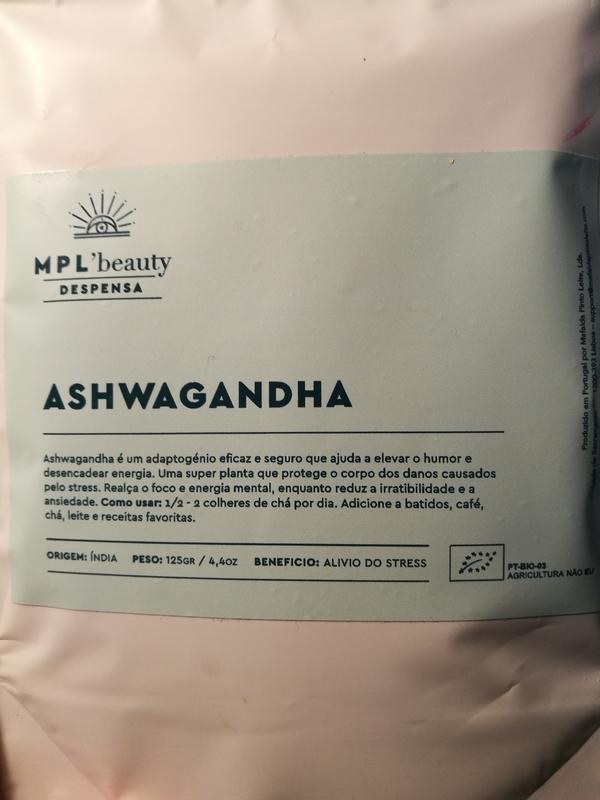 MPL'beauty
DESPENSA
ASHWAGANDHA
Ashwagandha é um adaptogénio eficaz e seguro que ajuda a elevar o humor e
desencadear energia. Uma super planta que protege o corpo dos danos causados
pelo stress. Realça o foco e energia mental, enquanto reduz a irratibilidade e a
ansiedade. Como usar: 1/2 - 2 colheres de chá por dia. Adicione a batidos, café,
chá, leite e receitas favoritas.
ORIGEM: ÍNDIA PESO: 125GR / 4,4OZ BENEFICIO: ALIVIO DO STRESS
PT-BIO-03
AGRICULTURA NÃO EU
Produzido em Portugal por Mafalda Pinto Leite, Lda.